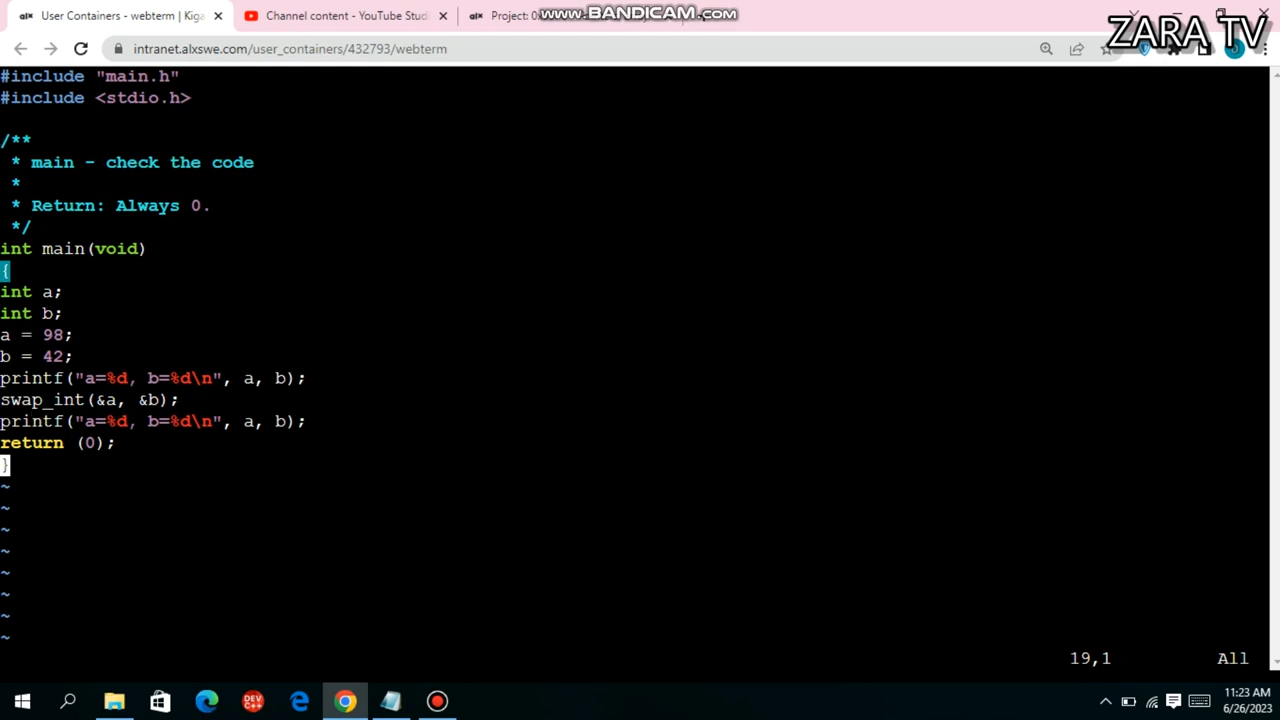 User Containers - webterm | Kiga
Channel content - YouTube Studi
Project: 0
www.BANDICAM.com
ZARA TV
intranet.alxswe.com/user_containers/432793/webterm
#include "main.h"
#include <stdio.h>
/**
* main - check the code
*
* Return: Always 0.
*/
int main(void)
{
int a;
int b;
a = 98;
b = 42;
printf("a=%d, b=%d\n", a, b);
swap_int(&a, &b);
printf("a=%d, b=%d\n", a, b);
return (0);
}
~
~
~
~
~
~
~
~
19,1 All
DEV
C++
11:23 AM
6/26/2023